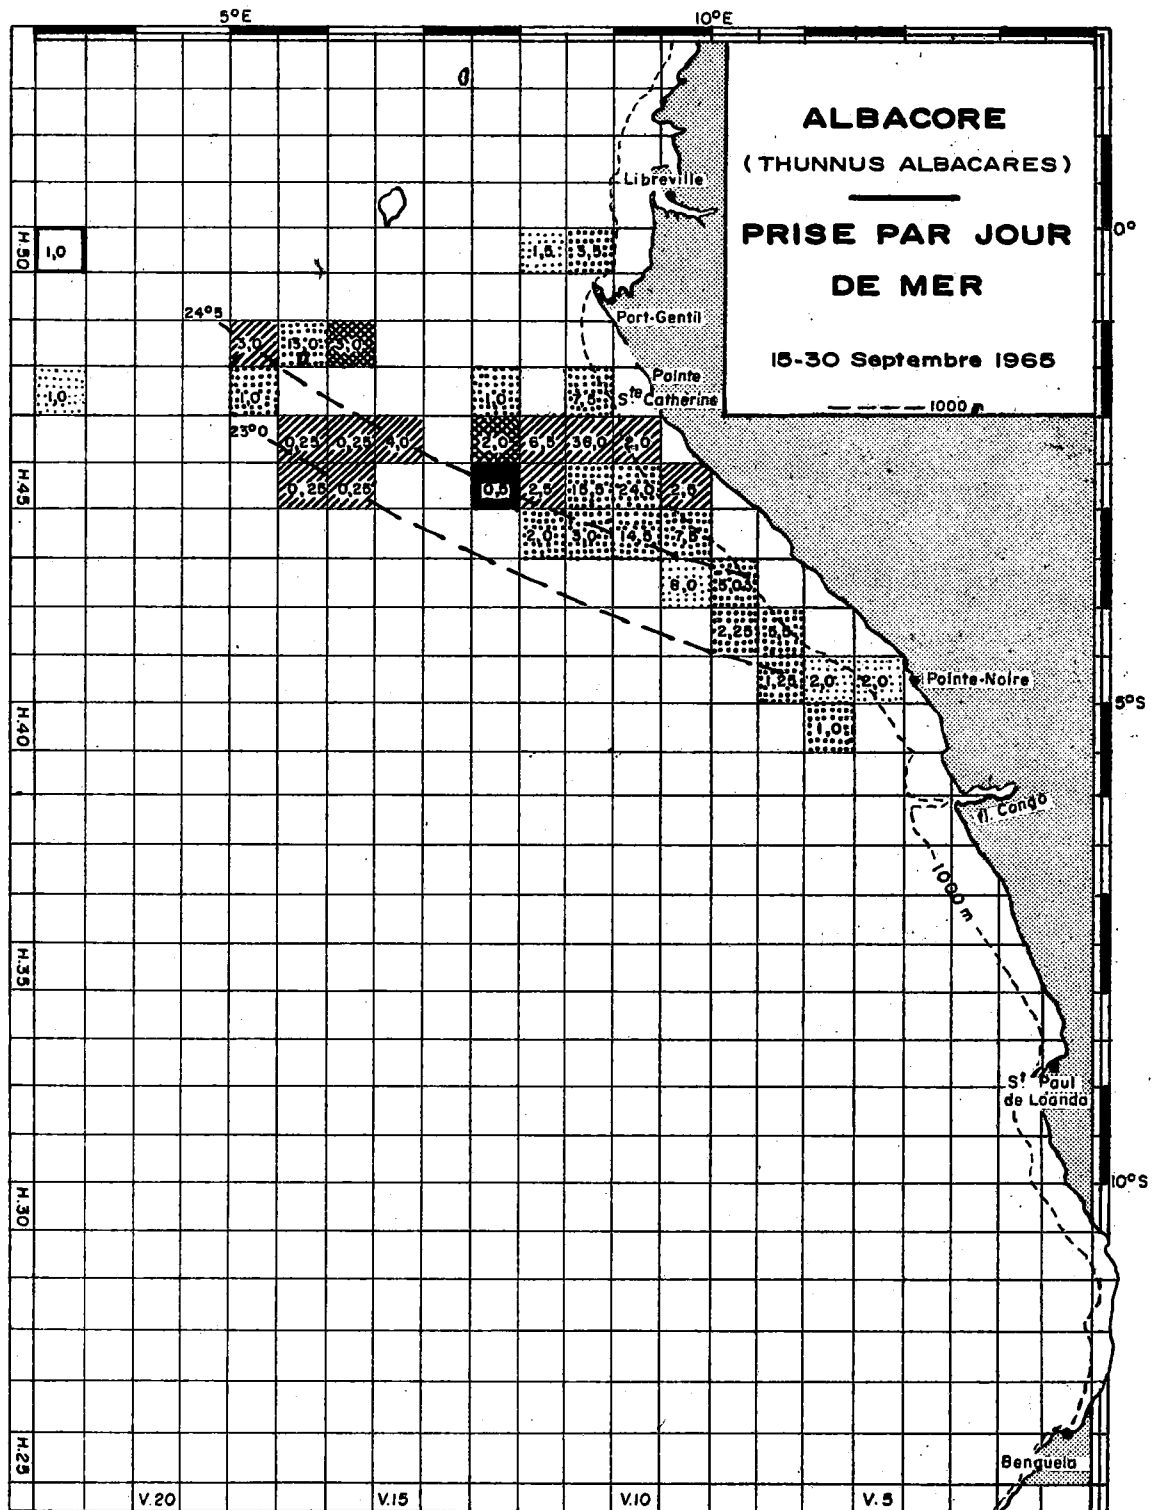 5°E 10°E
ALBACORE
(THUNNUS ALBACARES)
PRISE PAR JOUR
DE MER
15-30 Septembre 1965
1000 m
Libreville
0°
H.50
1,0 1,5 3,5
Port-Gentil
24°5
3,0 13,0 3,0
Pointe
Ste Catherine
1,0 1,0 1,0 7,5
23°0
0,25 0,25 4,0 2,0 6,5 36,0 2,0
H.45
0,25 0,25 0,5 2,5 15,5 24,0 2,5
2,0 3,0 14,5 7,5
8,0 5,0
2,25 5,5
1,25 2,0 2,0 Pointe-Noire
5°S
H.40
1,0
fl. Congo
1000 m
H.35
St Paul
de Loanda
10°S
H.30
H.25
Benguela
V.20 V.15 V.10 V.5